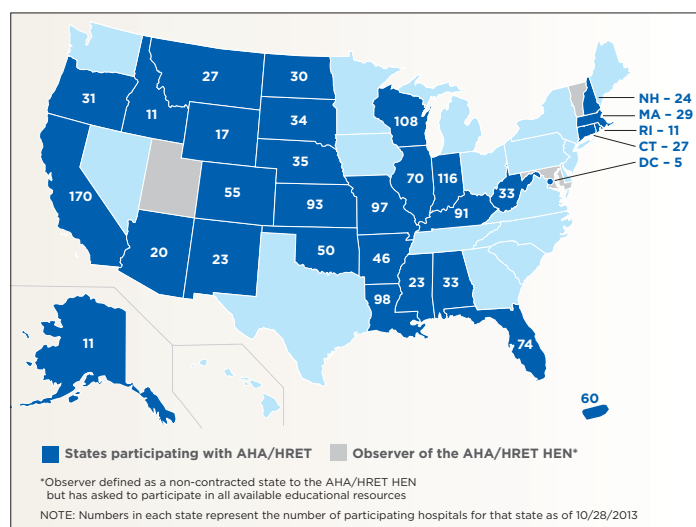 27
30
31
11
34
108
NH – 24
MA – 29
RI – 11
CT – 27
DC – 5
17
35
70
116
33
170
55
93
97
91
20
23
50
46
98
23
33
11
74
60
States participating with AHA/HRET
Observer of the AHA/HRET HEN*
*Observer defined as a non-contracted state to the AHA/HRET HEN
but has asked to participate in all available educational resources
NOTE: Numbers in each state represent the number of participating hospitals for that state as of 10/28/2013